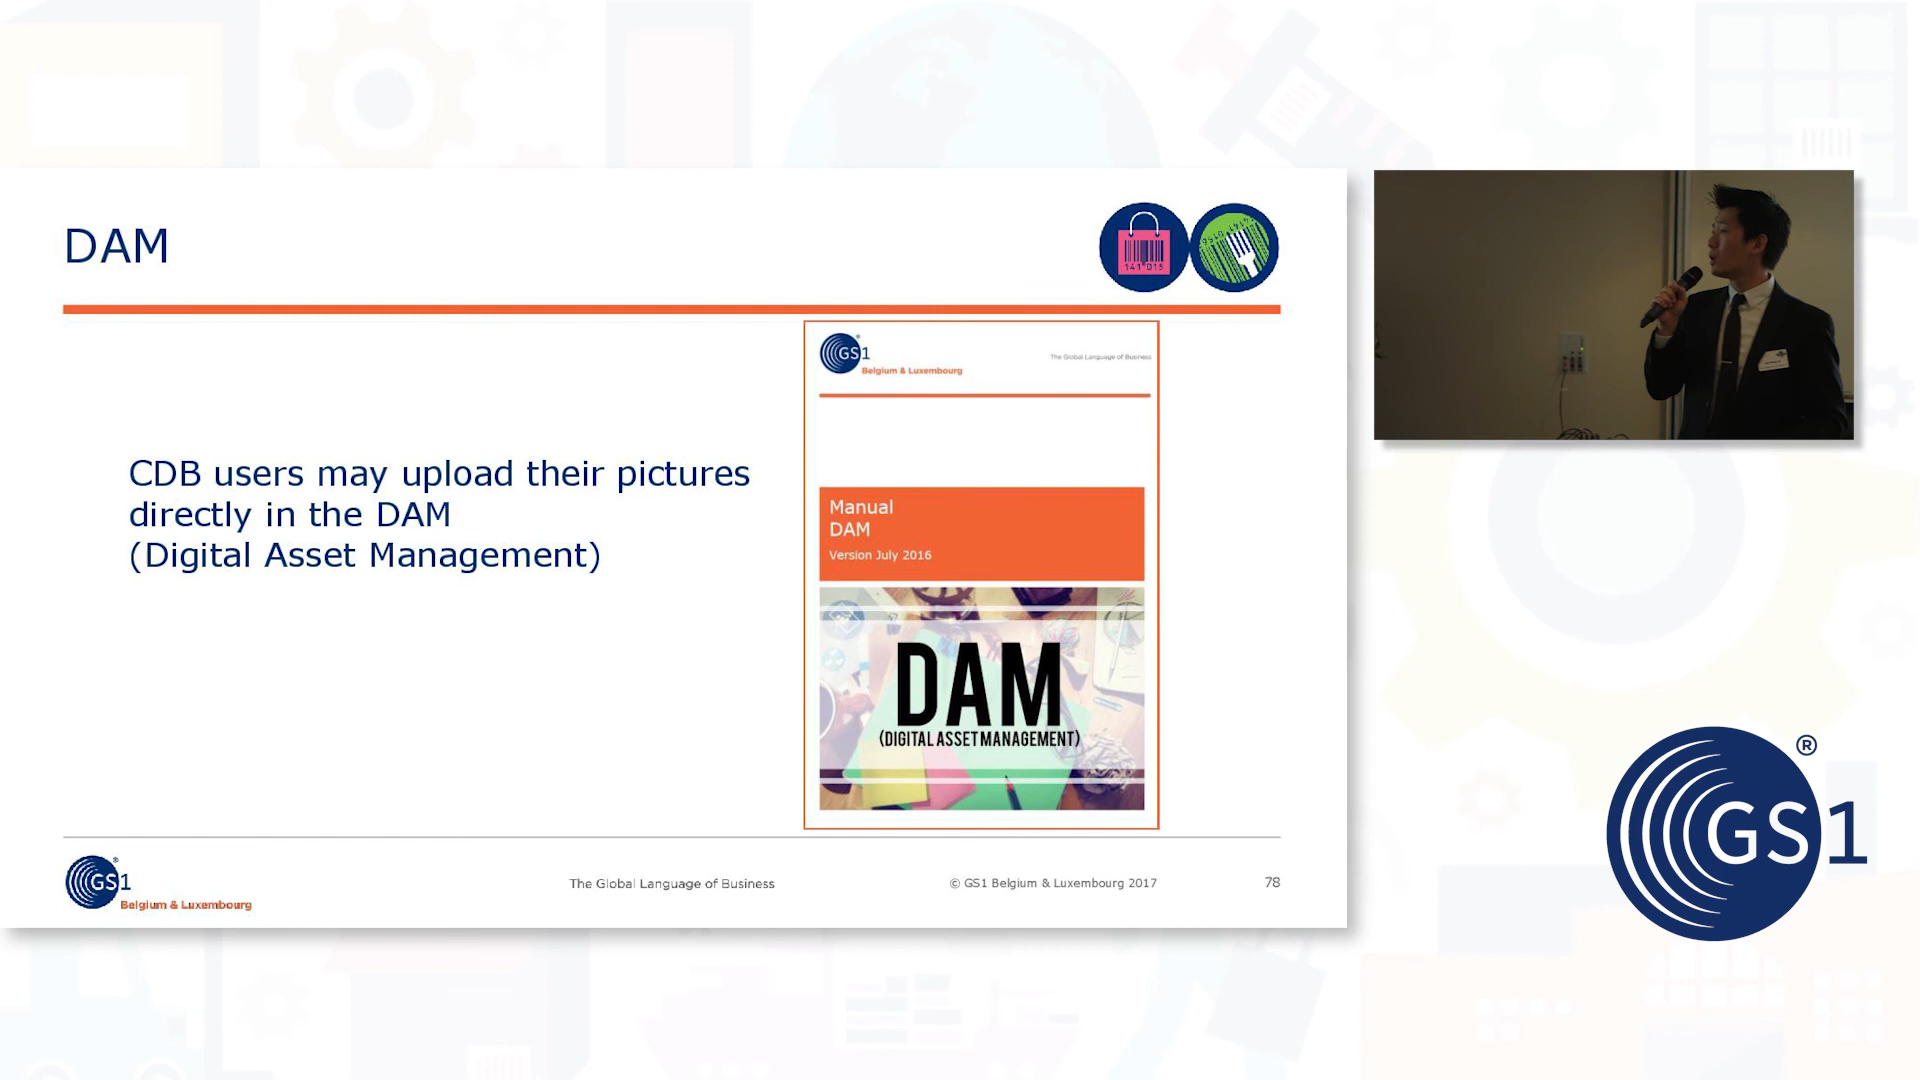 DAM
141 015
GS1
Belgium & Luxembourg
The Global Language of Business
CDB users may upload their pictures
directly in the DAM
(Digital Asset Management)
Manual
DAM
Version July 2016
DAM
(DIGITAL ASSET MANAGEMENT)
GS1
Belgium & Luxembourg
The Global Language of Business
© GS1 Belgium & Luxembourg 2017
78
GS1®